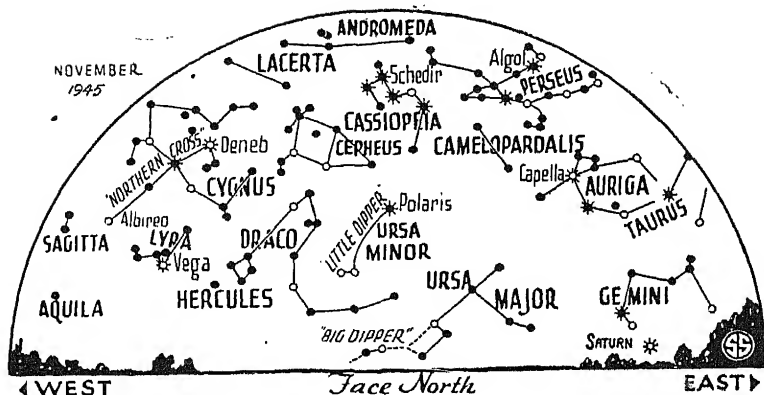 ANDROMEDA
LACERTA
Algol
NOVEMBER
1945
Schedir
PERSEUS
CASSIOPEIA
"NORTHERN CROSS"
Deneb
CEPHEUS
CAMELOPARDALIS
Capella
AURIGA
CYGNUS
"LITTLE DIPPER"
Polaris
TAURUS
Albireo
SAGITTA
LYRA
DRACO
URSA
MINOR
Vega
URSA
MAJOR
GEMINI
HERCULES
AQUILA
"BIG DIPPER"
SATURN
SS
WEST
Face North
EAST